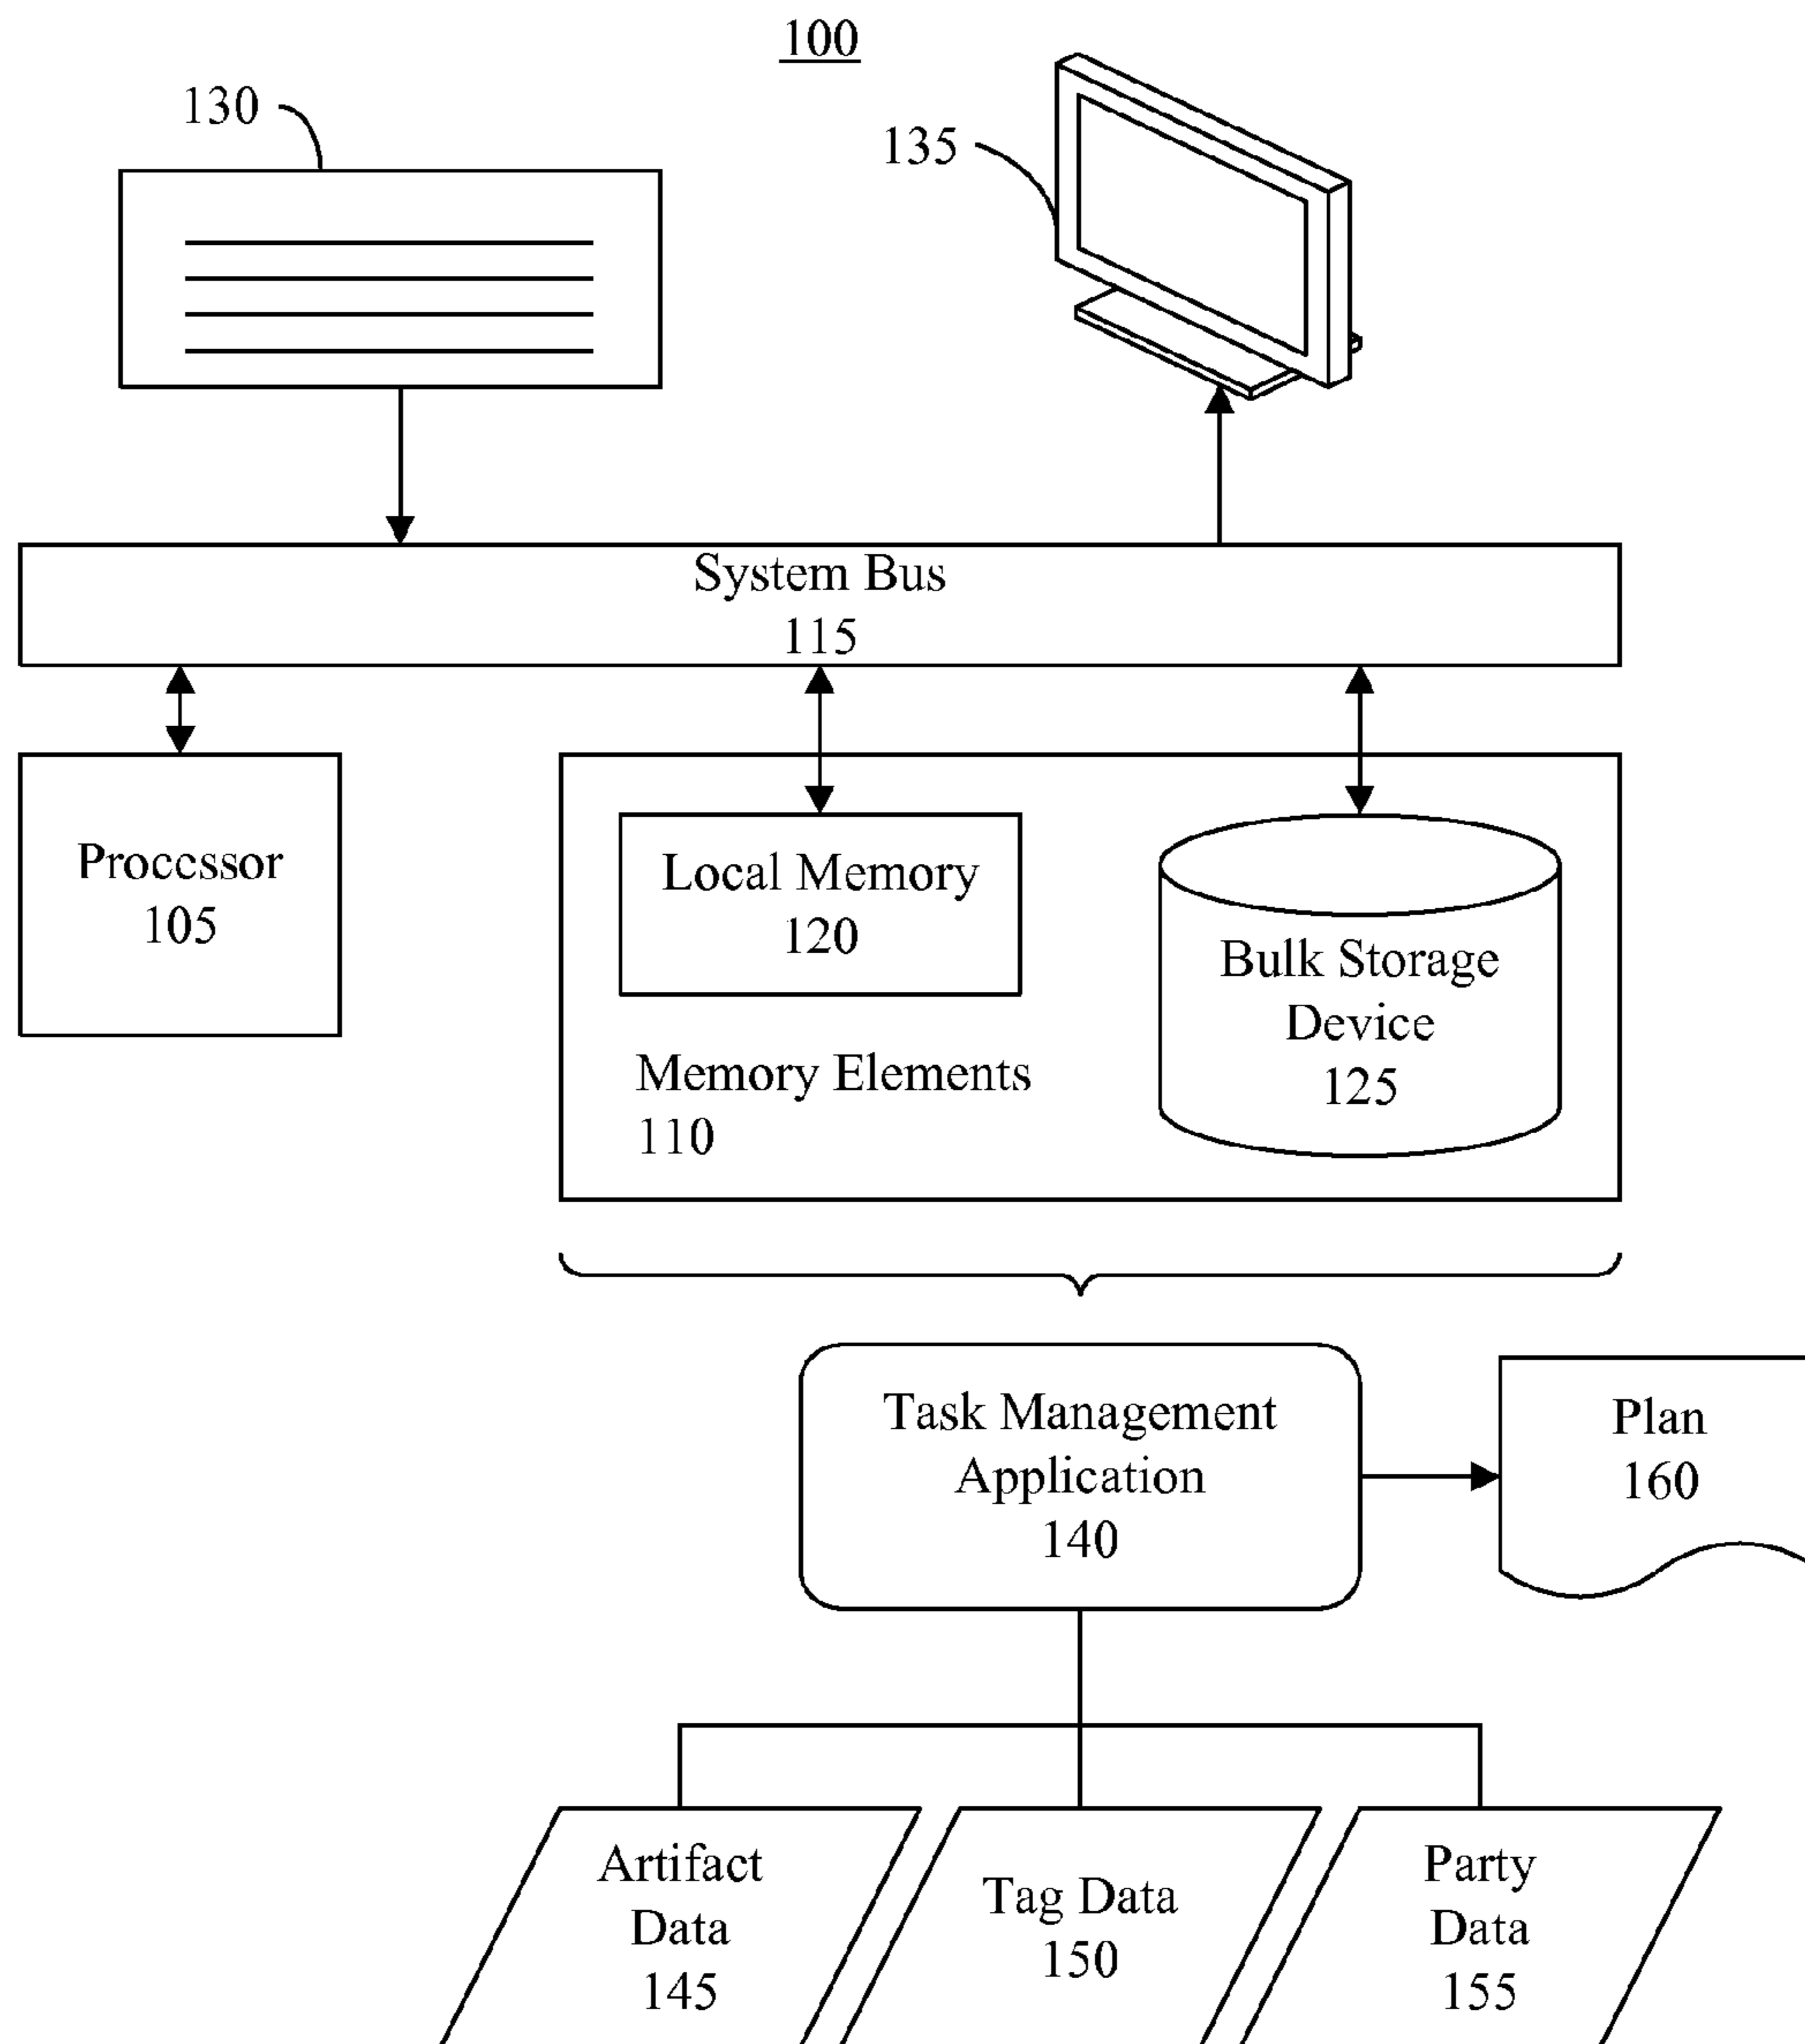 100
130
135
System Bus
115
Processor
105
Local Memory
120
Bulk Storage
Device
125
Memory Elements
110
Task Management
Application
140
Plan
160
Artifact
Data
145
Tag Data
150
Party
Data
155